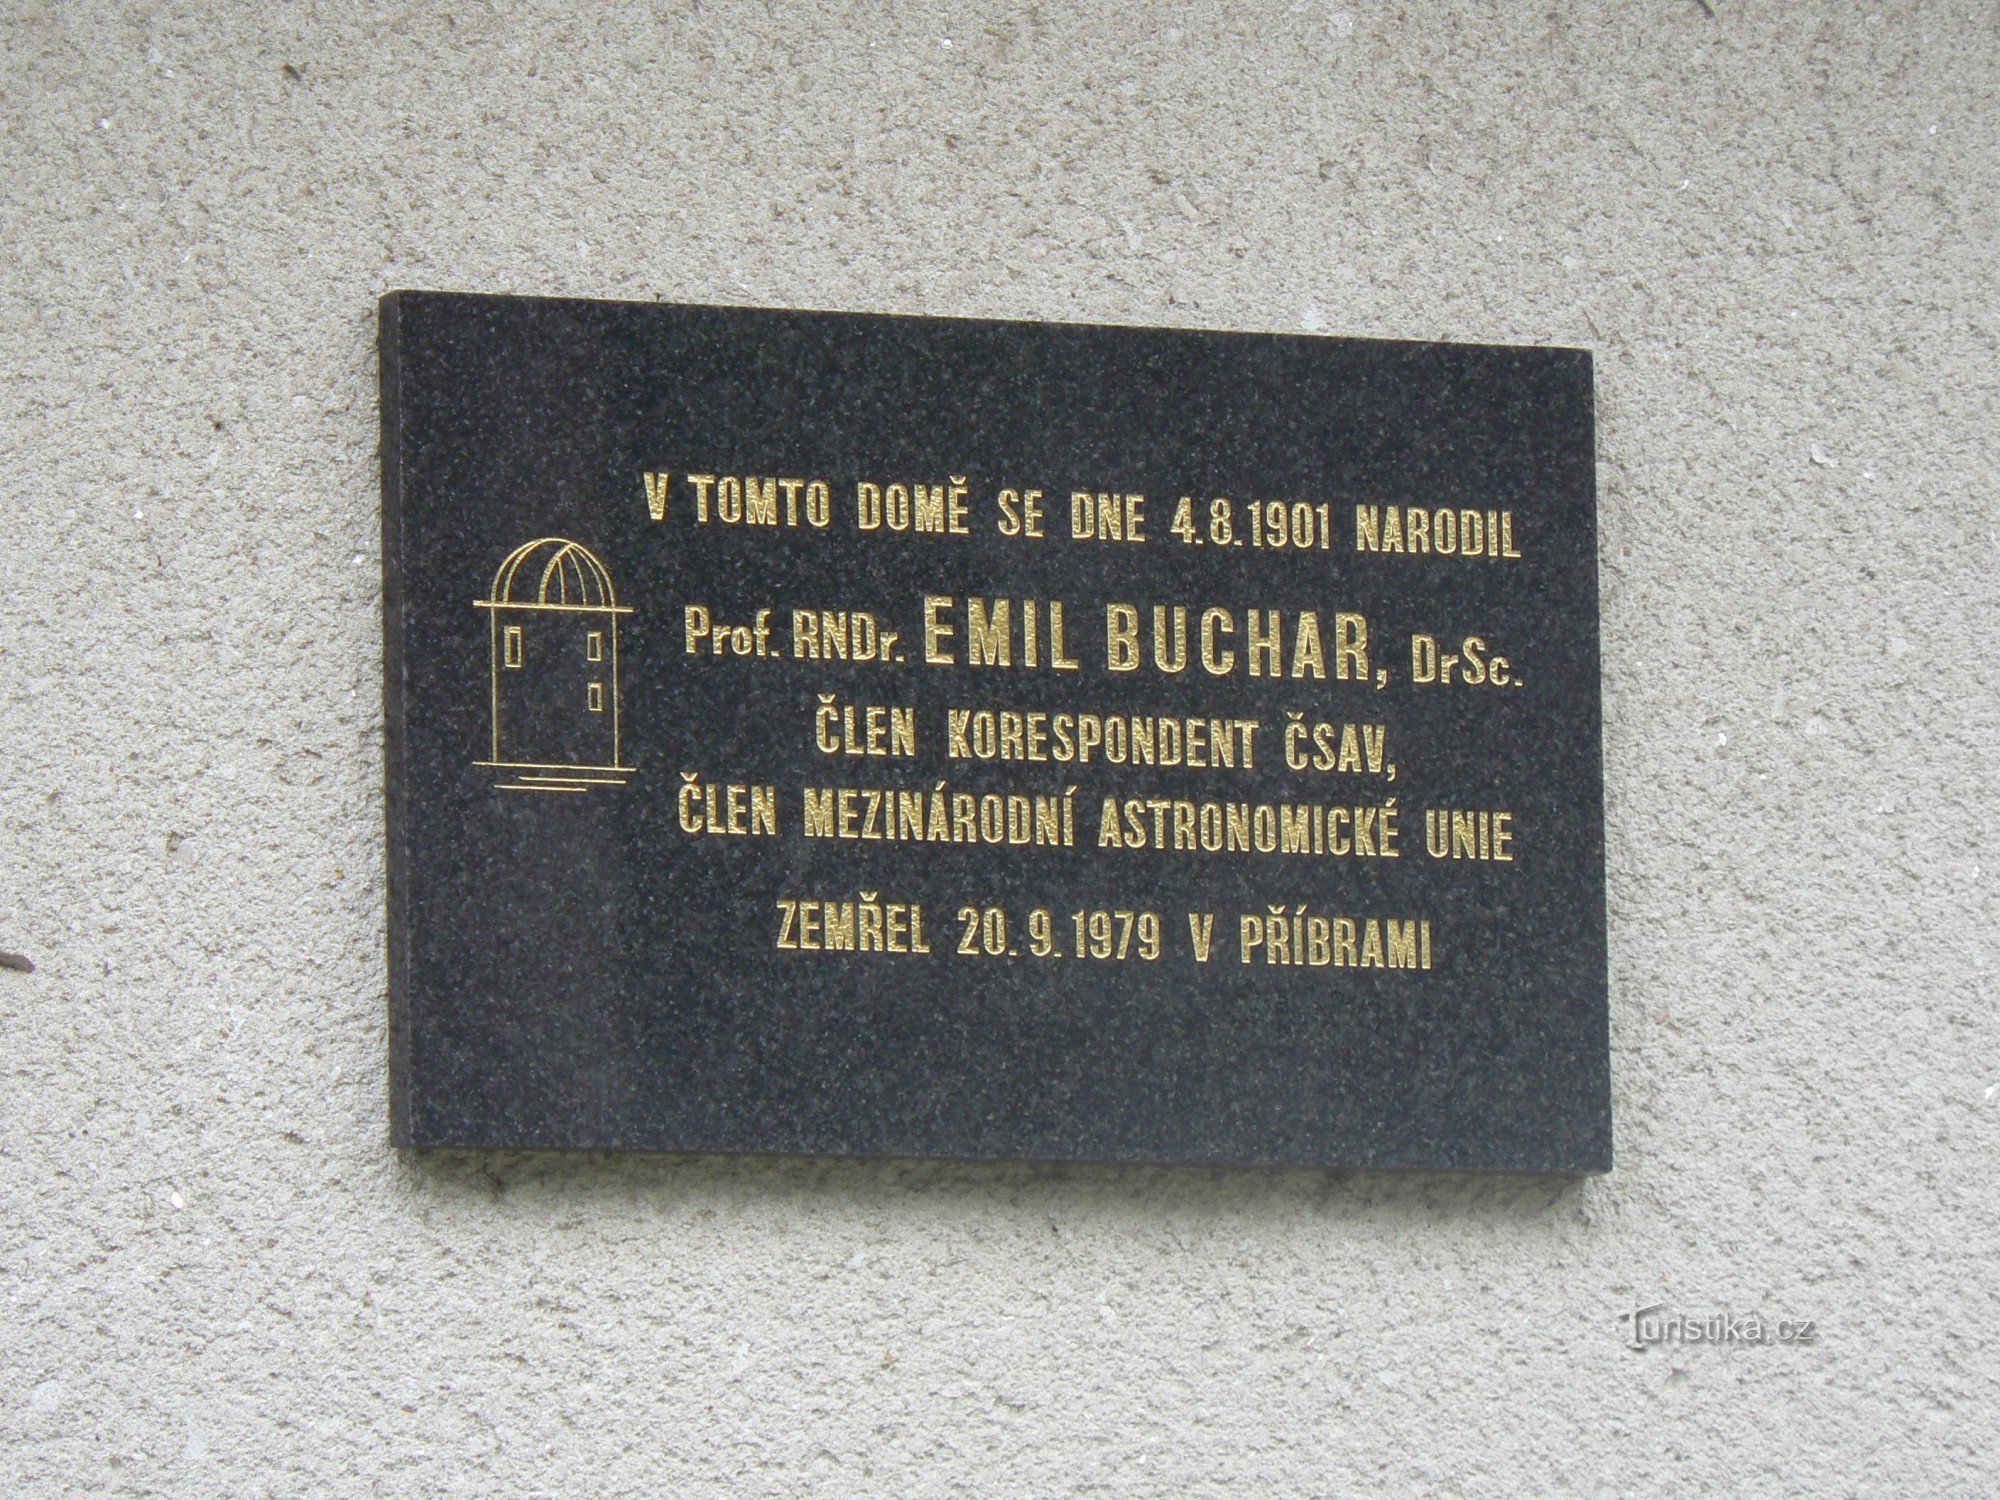 V TOMTO DOMĚ SE DNE 4.8.1901 NARODIL
Prof. RNDr. EMIL BUCHAR, DrSc.
ČLEN KORESPONDENT ČSAV,
ČLEN MEZINÁRODNÍ ASTRONOMICKÉ UNIE
ZEMŘEL 20.9.1979 V PŘÍBRAMI
Turistika.cz